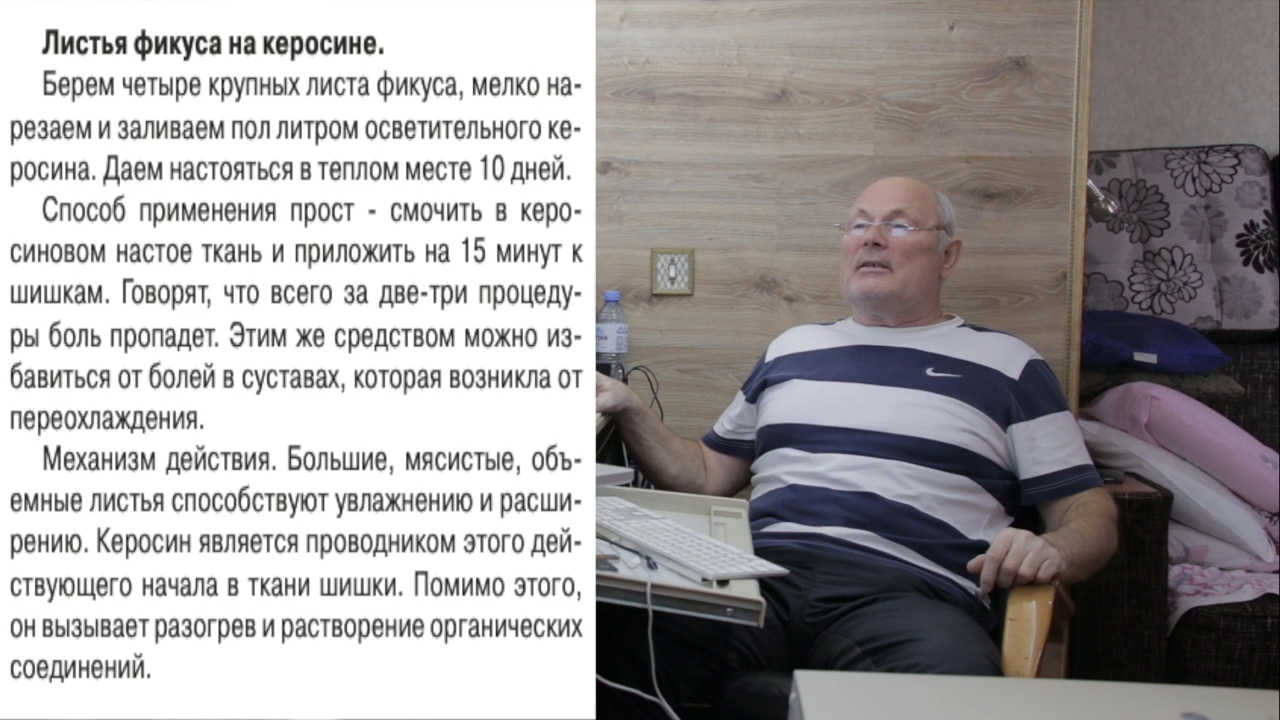 Листья фикуса на керосине.
Берем четыре крупных листа фикуса, мелко на-
резаем и заливаем пол литром осветительного ке-
росина. Даем настояться в теплом месте 10 дней.
Способ применения прост - смочить в керо-
синовом настое ткань и приложить на 15 минут к
шишкам. Говорят, что всего за две-три процеду-
ры боль пропадет. Этим же средством можно из-
бавиться от болей в суставах, которая возникла от
переохлаждения.
Механизм действия. Большие, мясистые, объ-
емные листья способствуют увлажнению и расши-
рению. Керосин является проводником этого дей-
ствующего начала в ткани шишки. Помимо этого,
он вызывает разогрев и растворение органических
соединений.